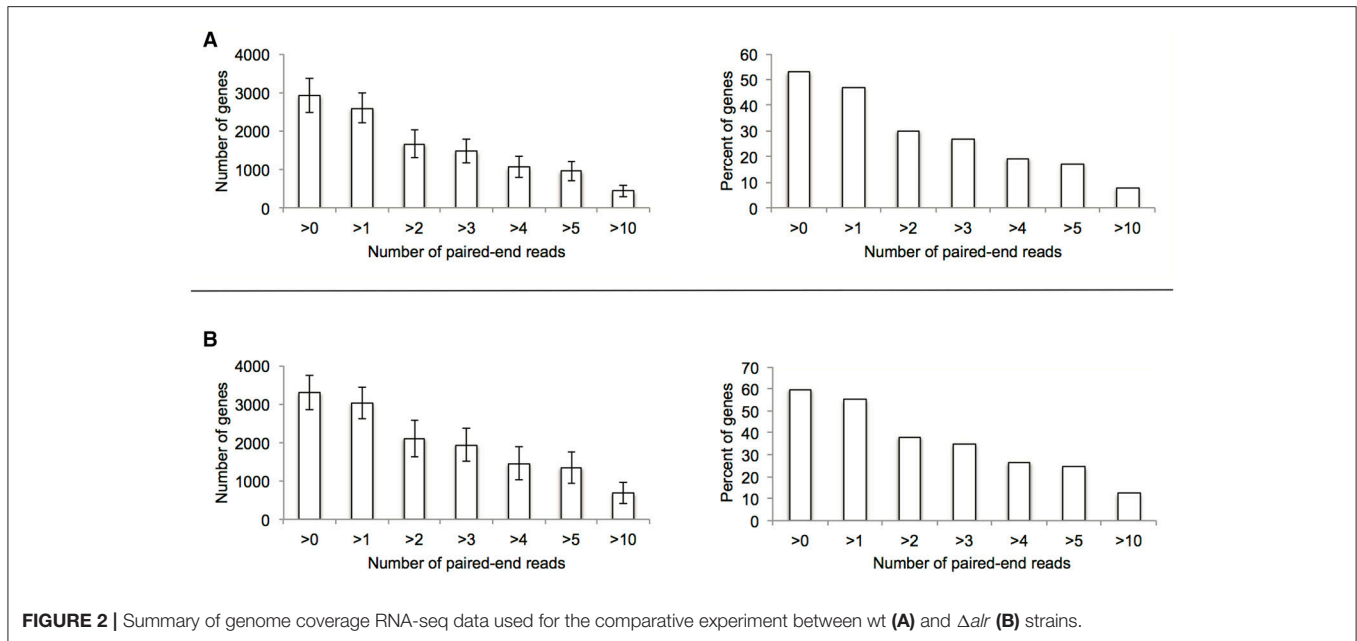 A
Number of genes
4000
3000
2000
1000
0
>0 >1 >2 >3 >4 >5 >10
Number of paired-end reads
Percent of genes
60
50
40
30
20
10
0
>0 >1 >2 >3 >4 >5 >10
Number of paired-end reads
B
Number of genes
4000
3000
2000
1000
0
>0 >1 >2 >3 >4 >5 >10
Number of paired-end reads
Percent of genes
70
60
50
40
30
20
10
0
>0 >1 >2 >3 >4 >5 >10
Number of paired-end reads
FIGURE 2 | Summary of genome coverage RNA-seq data used for the comparative experiment between wt (A) and Δalr (B) strains.